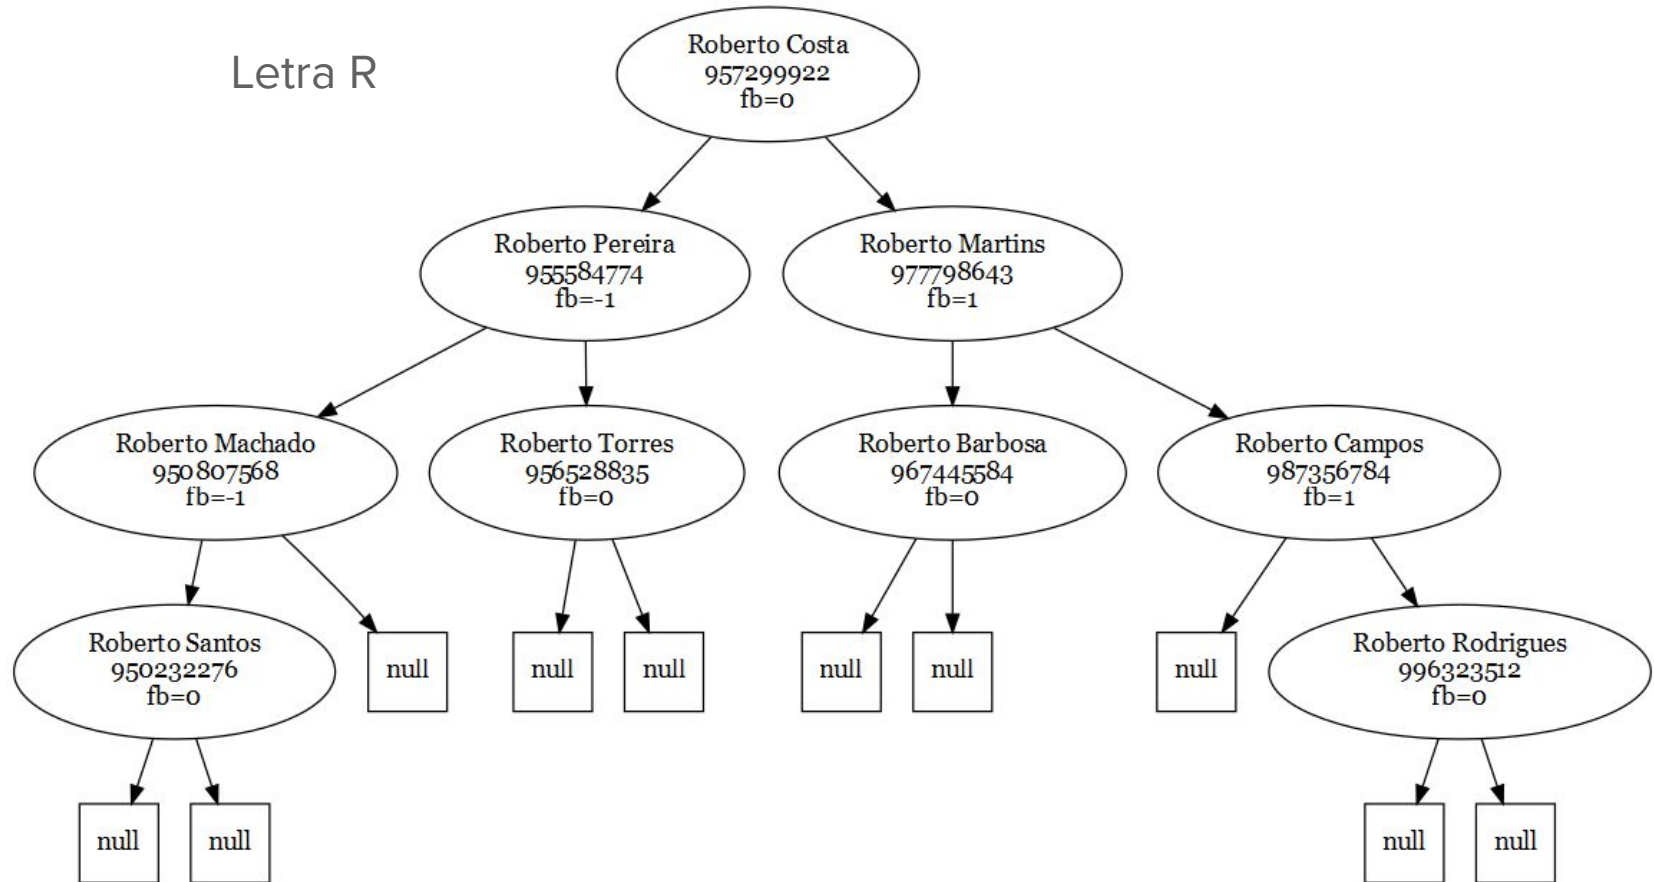 Letra R
Roberto Costa
957299922
fb=0
Roberto Pereira
955584774
fb=-1
Roberto Martins
977798643
fb=1
Roberto Machado
950807568
fb=-1
Roberto Torres
956528835
fb=0
Roberto Barbosa
967445584
fb=0
Roberto Campos
987356784
fb=1
Roberto Santos
950232276
fb=0
null
null
null
null
null
null
Roberto Rodrigues
996323512
fb=0
null
null
null
null